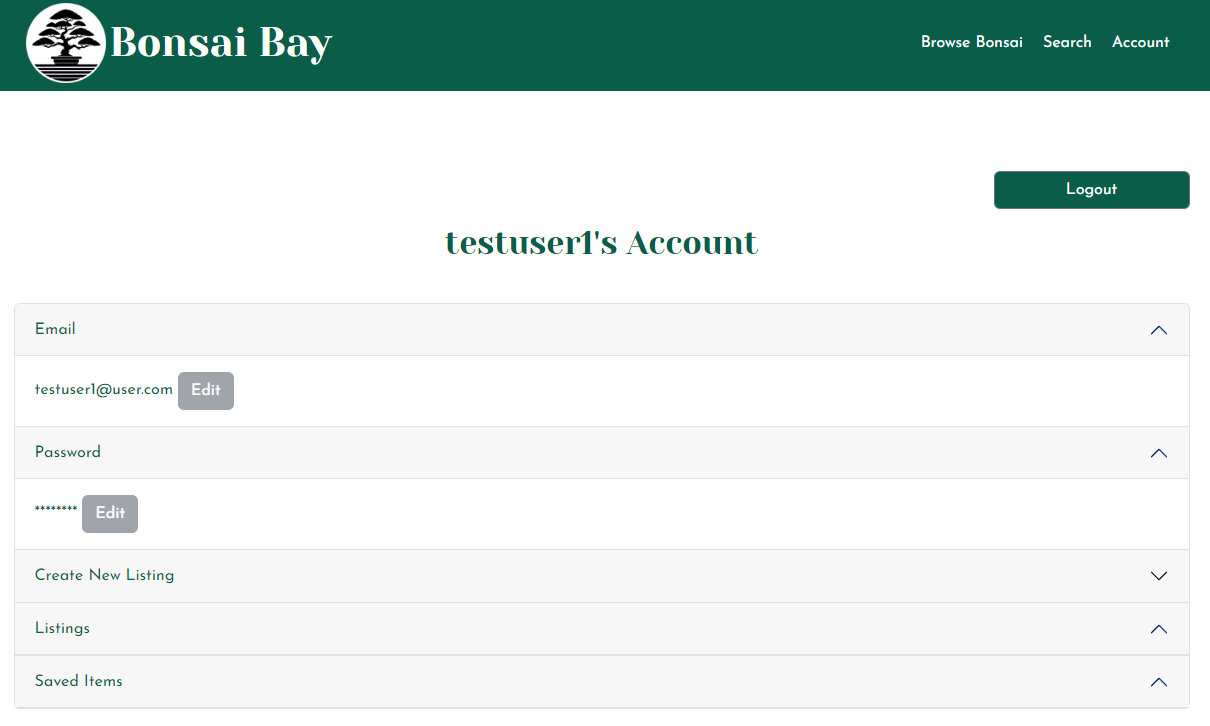 Bonsai Bay
Browse Bonsai Search Account
Logout
testuser1's Account
Email
testuser1@user.com Edit
Password
******** Edit
Create New Listing
Listings
Saved Items